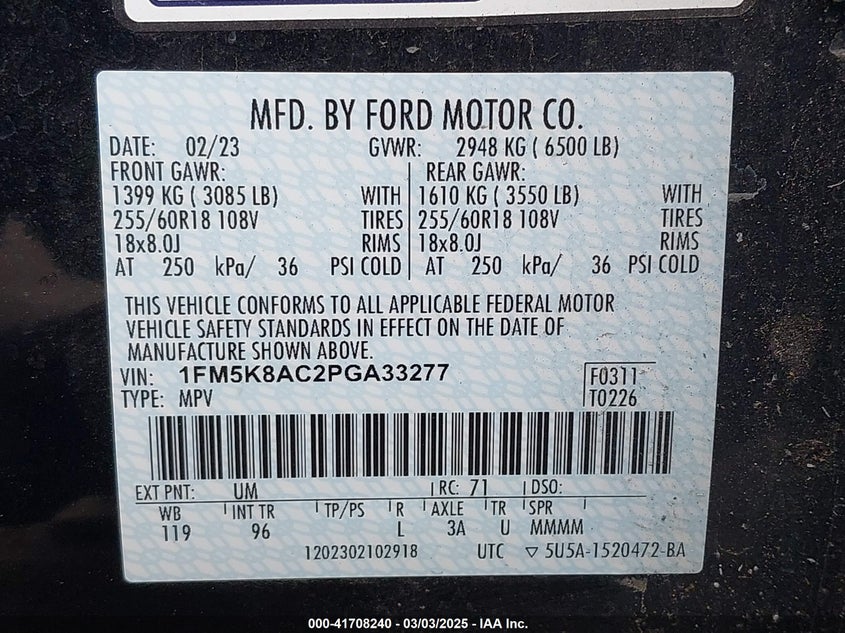 MFD. BY FORD MOTOR CO.
DATE: 02/23 GVWR: 2948 KG ( 6500 LB)
FRONT GAWR: REAR GAWR:
1399 KG ( 3085 LB) WITH 1610 KG ( 3550 LB) WITH
255/60R18 108V TIRES 255/60R18 108V TIRES
18x8.0J RIMS 18x8.0J RIMS
AT 250 kPa/ 36 PSI COLD AT 250 kPa/ 36 PSI COLD
THIS VEHICLE CONFORMS TO ALL APPLICABLE FEDERAL MOTOR
VEHICLE SAFETY STANDARDS IN EFFECT ON THE DATE OF
MANUFACTURE SHOWN ABOVE.
VIN: 1FM5K8AC2PGA33277 F0311
TYPE: MPV T0226
EXT PNT: UM RC: 71 DSO:
WB INT TR TP/PS R AXLE TR SPR
119 96 L 3A U MMMM
1202302102918 UTC ▽ 5U5A-1520472-BA
000-41708240 - 03/03/2025 - IAA Inc.